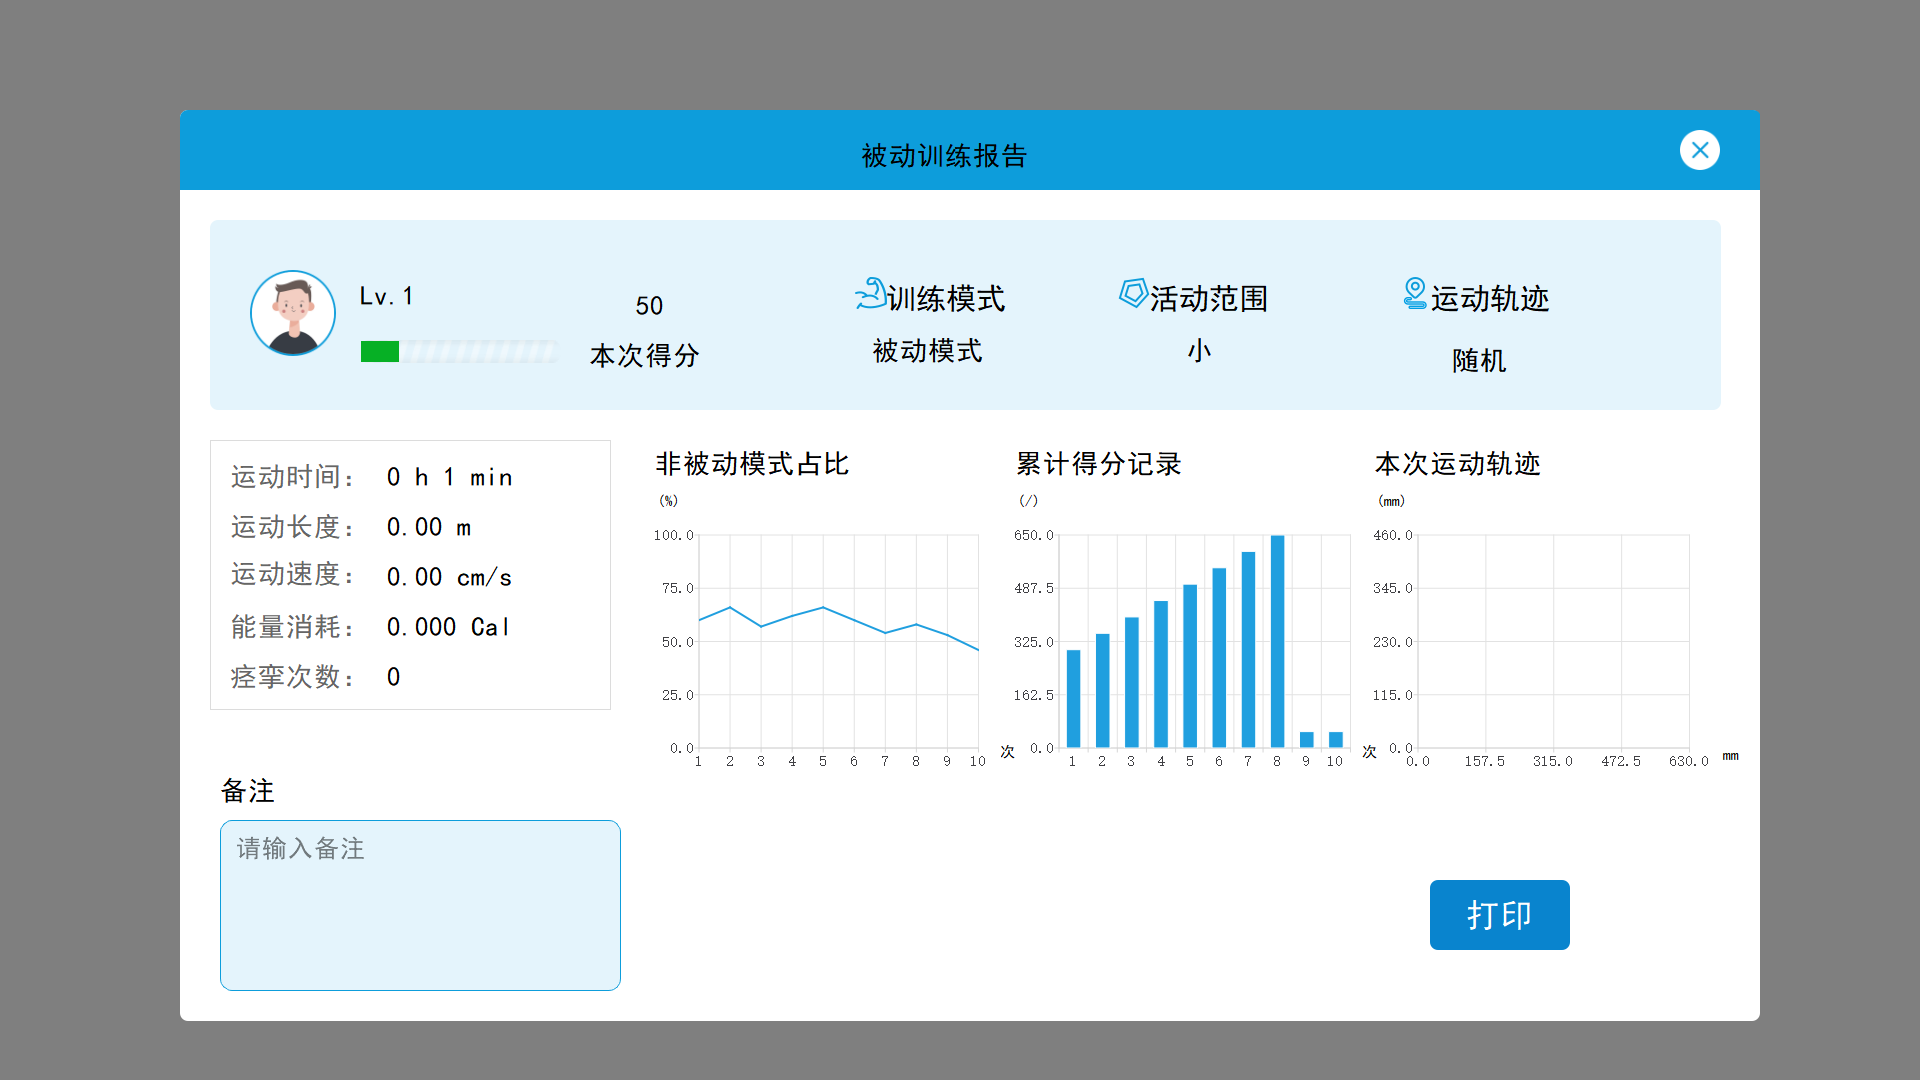 被动训练报告
Lv.1
50
本次得分
训练模式
被动模式
活动范围
小
运动轨迹
随机
运动时间： 0 h 1 min
运动长度： 0.00 m
运动速度： 0.00 cm/s
能量消耗： 0.000 Cal
痉挛次数： 0
非被动模式占比
(%)
100.0
75.0
50.0
25.0
0.0
1 2 3 4 5 6 7 8 9 10 次
累计得分记录
(/)
650.0
487.5
325.0
162.5
0.0
1 2 3 4 5 6 7 8 9 10 次
本次运动轨迹
(mm)
460.0
345.0
230.0
115.0
0.0
0.0 157.5 315.0 472.5 630.0 mm
备注
请输入备注
打印